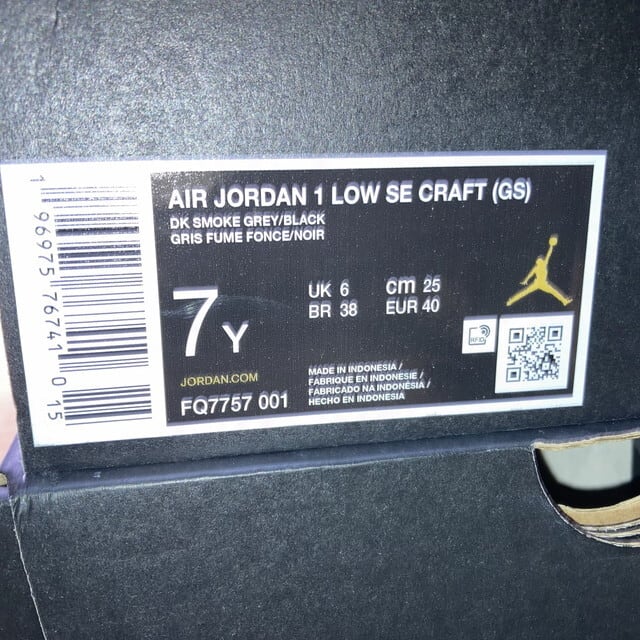 AIR JORDAN 1 LOW SE CRAFT (GS)
DK SMOKE GREY/BLACK
GRIS FUME FONCE/NOIR
7Y
UK 6 cm 25
BR 38 EUR 40
RFID
JORDAN.COM
FQ7757 001
MADE IN INDONESIA /
FABRIQUE EN INDONESIE /
FABRICADO NA INDONÉSIA /
HECHO EN INDONESIA
1 96975 76741 0 15